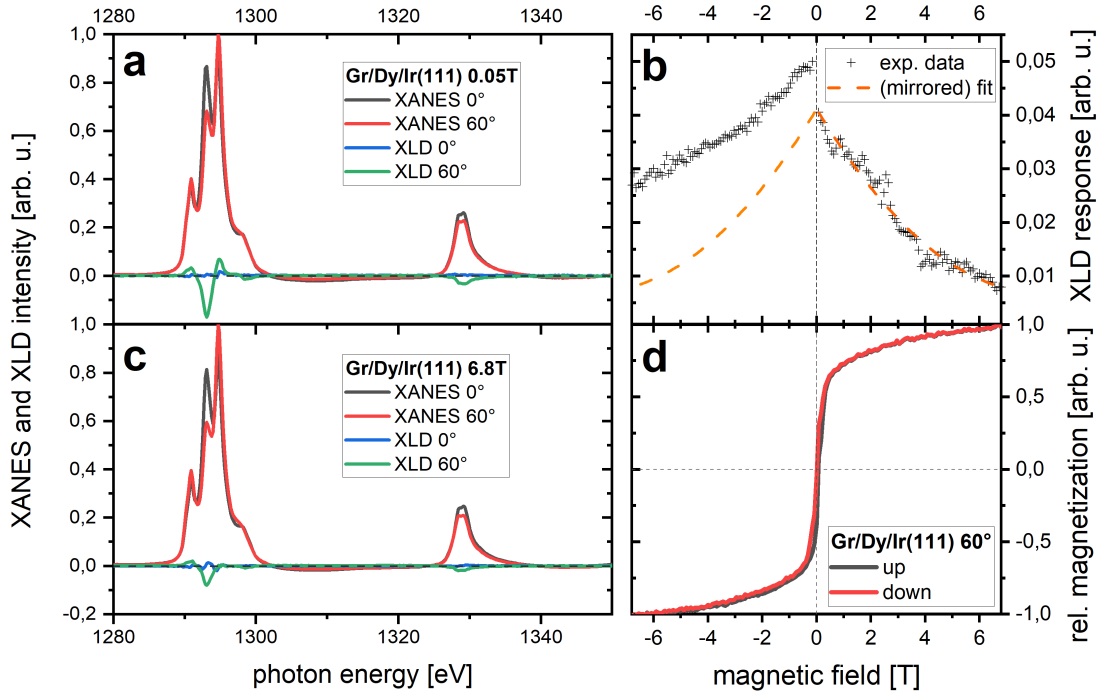 1280 1300 1320 1340
-6 -4 -2 0 2 4 6
XANES and XLD intensity [arb. u.]
1,0
0,8
0,6
0,4
0,2
0,0
a
Gr/Dy/Ir(111) 0.05T
XANES 0°
XANES 60°
XLD 0°
XLD 60°
b
exp. data
(mirrored) fit
0,05
0,04
0,03
0,02
0,01
XLD response [arb. u.]
1,0
0,8
0,6
0,4
0,2
0,0
-0,2
c
Gr/Dy/Ir(111) 6.8T
XANES 0°
XANES 60°
XLD 0°
XLD 60°
d
Gr/Dy/Ir(111) 60°
up
down
1,0
0,5
0,0
-0,5
-1,0
rel. magnetization [arb. u.]
1280 1300 1320 1340
-6 -4 -2 0 2 4 6
photon energy [eV]
magnetic field [T]